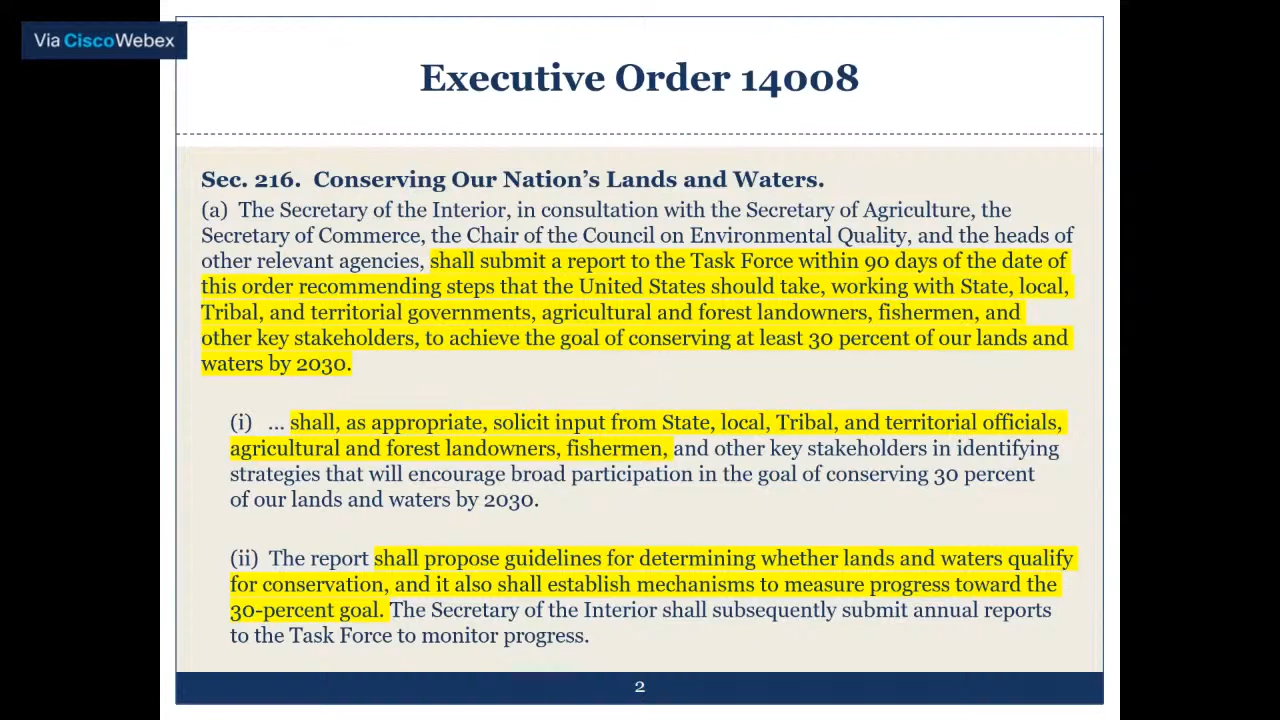 Via CiscoWebex
Executive Order 14008
Sec. 216.  Conserving Our Nation’s Lands and Waters.
(a)  The Secretary of the Interior, in consultation with the Secretary of Agriculture, the
Secretary of Commerce, the Chair of the Council on Environmental Quality, and the heads of
other relevant agencies, shall submit a report to the Task Force within 90 days of the date of
this order recommending steps that the United States should take, working with State, local,
Tribal, and territorial governments, agricultural and forest landowners, fishermen, and
other key stakeholders, to achieve the goal of conserving at least 30 percent of our lands and
waters by 2030.
(i)   ... shall, as appropriate, solicit input from State, local, Tribal, and territorial officials,
agricultural and forest landowners, fishermen, and other key stakeholders in identifying
strategies that will encourage broad participation in the goal of conserving 30 percent
of our lands and waters by 2030.
(ii)  The report shall propose guidelines for determining whether lands and waters qualify
for conservation, and it also shall establish mechanisms to measure progress toward the
30-percent goal. The Secretary of the Interior shall subsequently submit annual reports
to the Task Force to monitor progress.
2